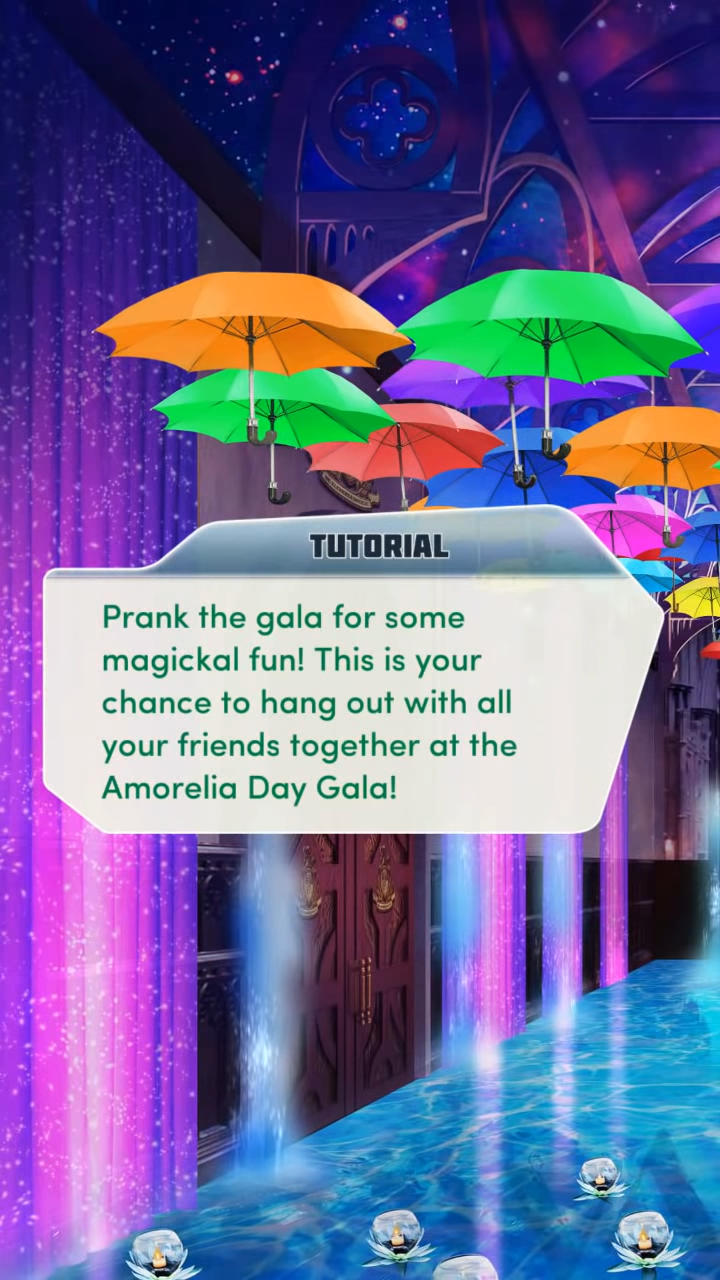 TUTORIAL
Prank the gala for some
magickal fun! This is your
chance to hang out with all
your friends together at the
Amorelia Day Gala!